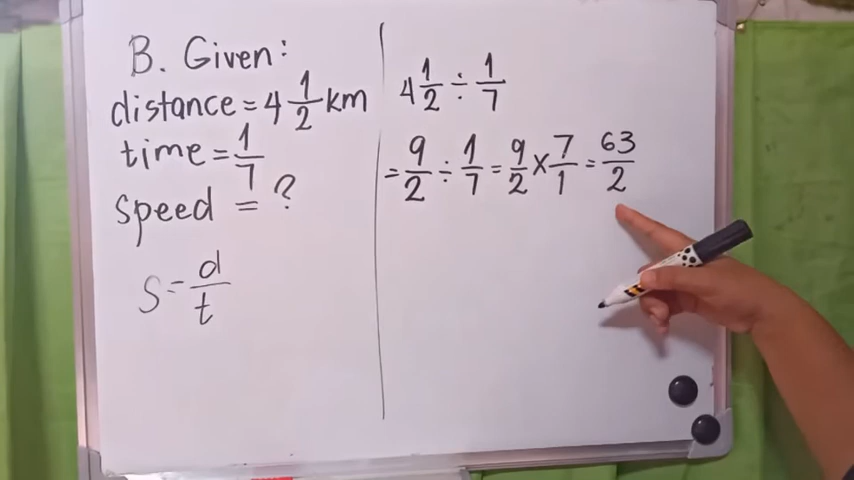 B. Given:
distance = 4 1/2 km
time = 1/7
speed = ?
S = d/t
4 1/2 ÷ 1/7
= 9/2 ÷ 1/7 = 9/2 x 7/1 = 63/2